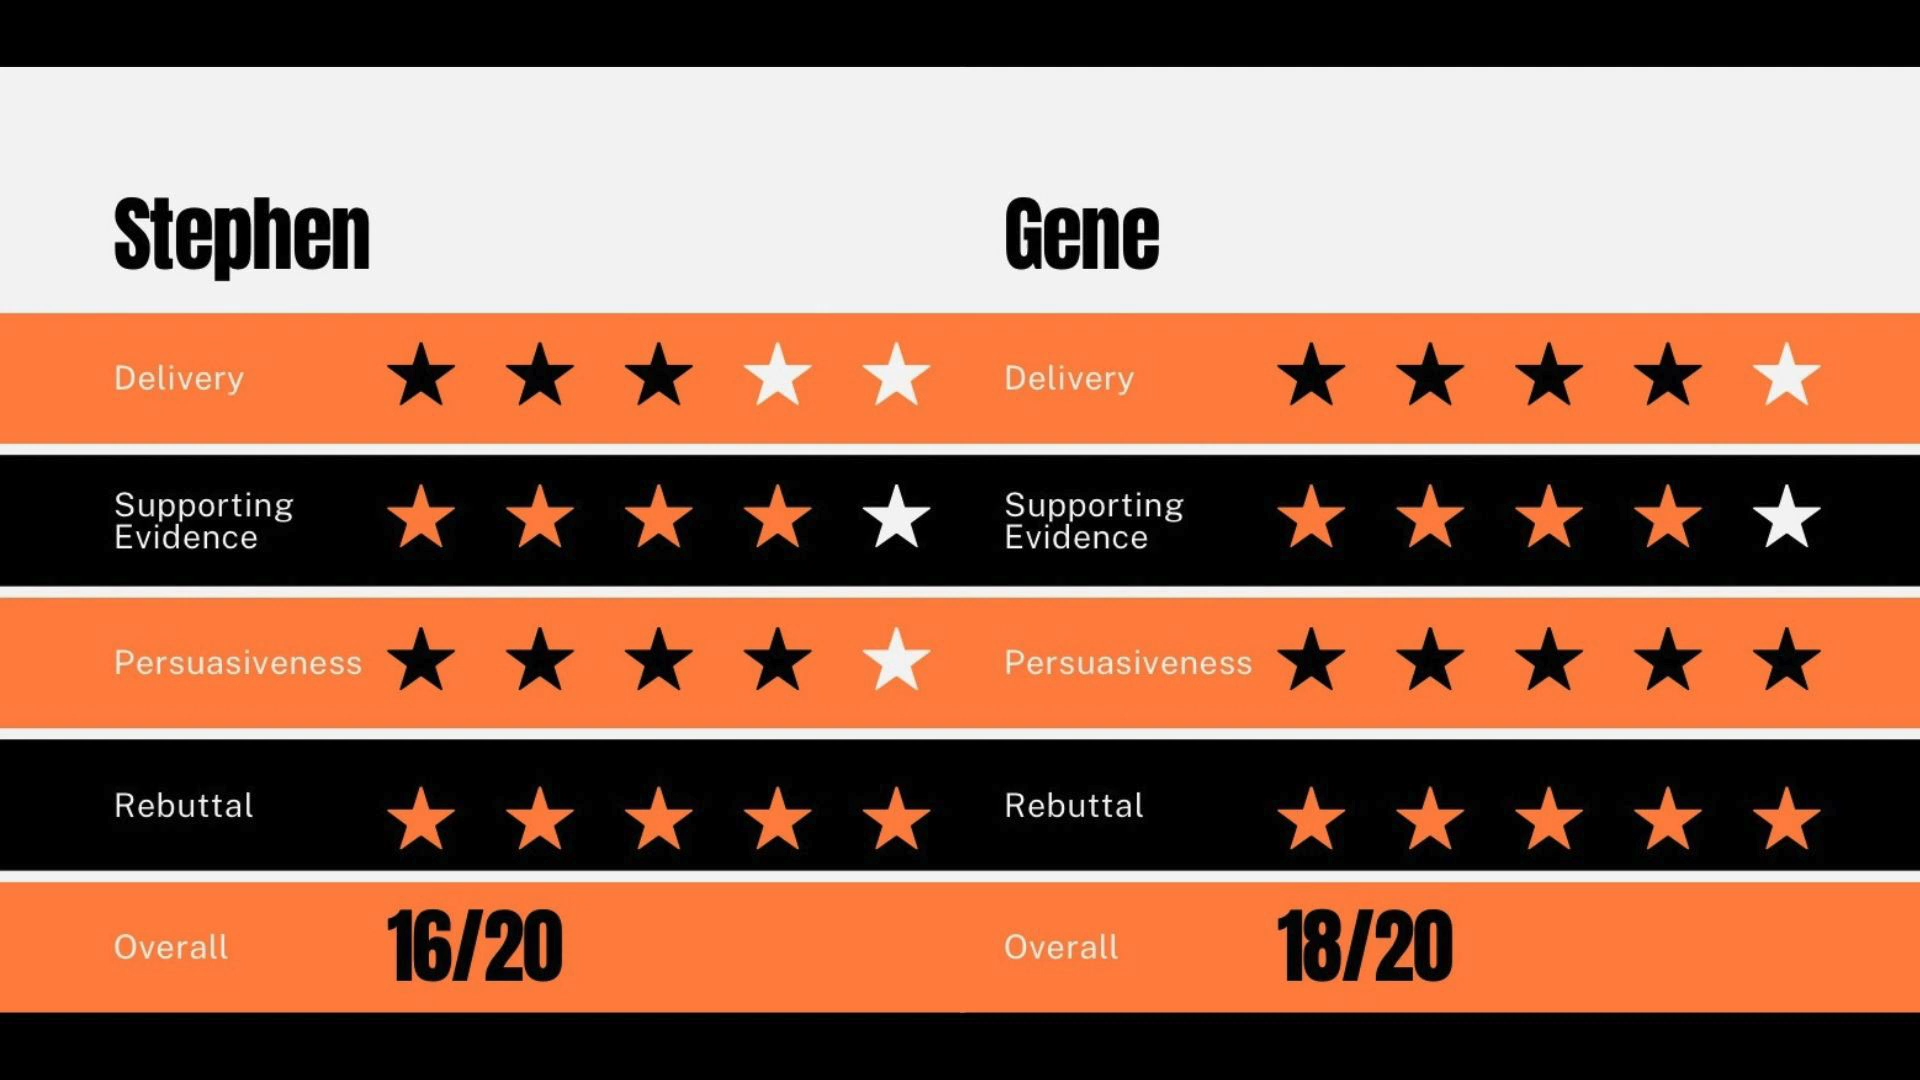 Stephen
Delivery
Supporting
Evidence
Persuasiveness
Rebuttal
Overall
16/20
Gene
Delivery
Supporting
Evidence
Persuasiveness
Rebuttal
Overall
18/20